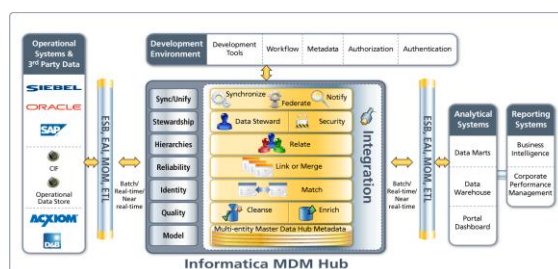 Operational
Systems &
3rd Party Data
SIEBEL
ORACLE
SAP
CIF
Operational
Data Store
ACXIOM
D&B
ESB, EAI, MOM, ETL
Batch/
Real-time/
Near
real-time
Development
Environment
Development
Tools
Workflow
Metadata
Authorization
Authentication
Sync/Unify
Synchronize
Federate
Notify
Stewardship
Data Steward
Security
Hierarchies
Relate
Reliability
Link or Merge
Identity
Match
Quality
Cleanse
Enrich
Model
Multi-entity Master Data Hub Metadata
Integration
Informatica MDM Hub
Batch/
Real-time/
Near
real-time
ESB, EAI, MOM, ETL
Analytical
Systems
Data Marts
Data
Warehouse
Portal
Dashboard
Reporting
Systems
Business
Intelligence
Corporate
Performance
Management